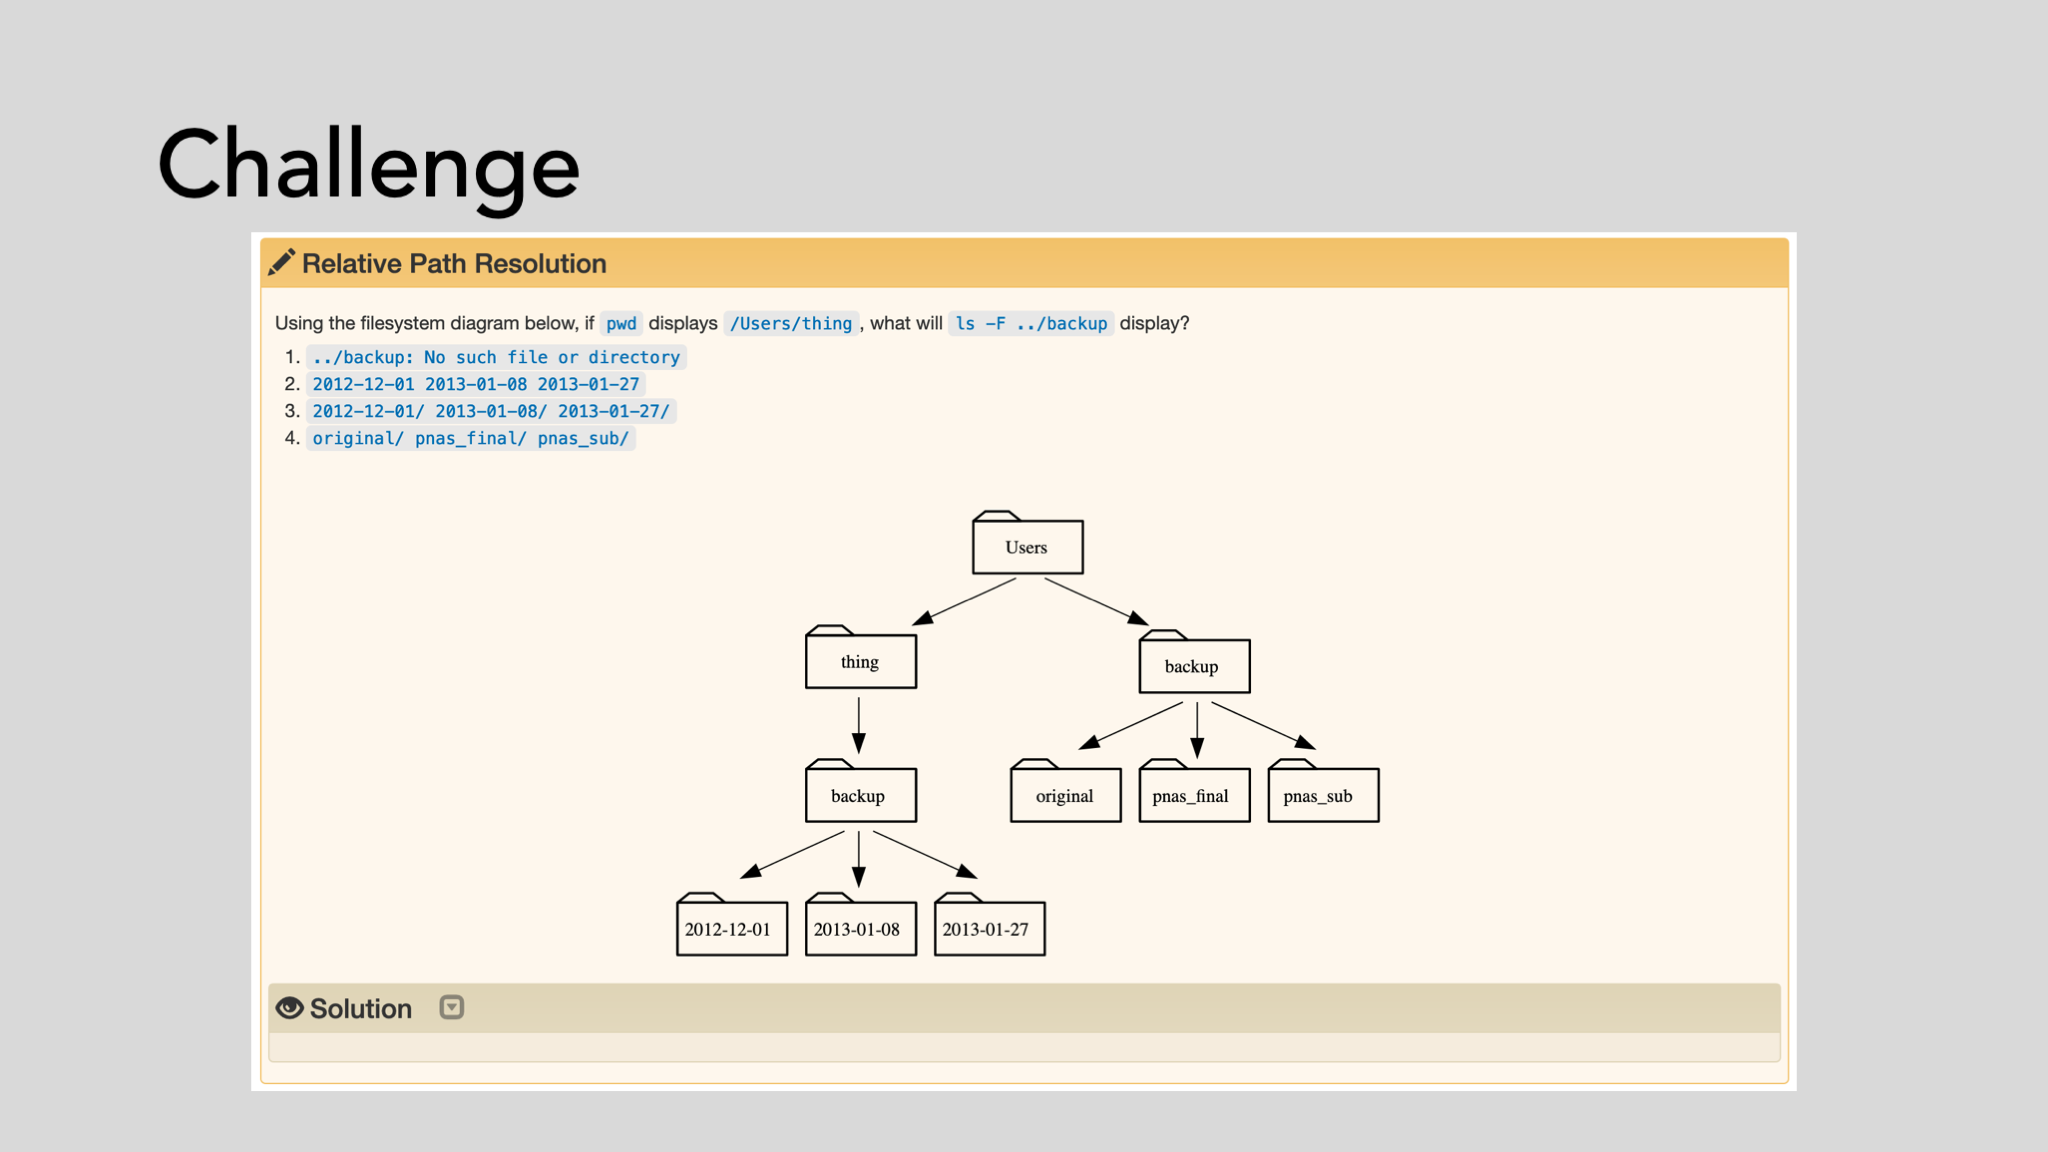 Challenge
Relative Path Resolution
Using the filesystem diagram below, if pwd displays /Users/thing , what will ls -F ../backup display?
1. ../backup: No such file or directory
2. 2012-12-01 2013-01-08 2013-01-27
3. 2012-12-01/ 2013-01-08/ 2013-01-27/
4. original/ pnas_final/ pnas_sub/
Users
thing
backup
backup
original
pnas_final
pnas_sub
2012-12-01
2013-01-08
2013-01-27
Solution